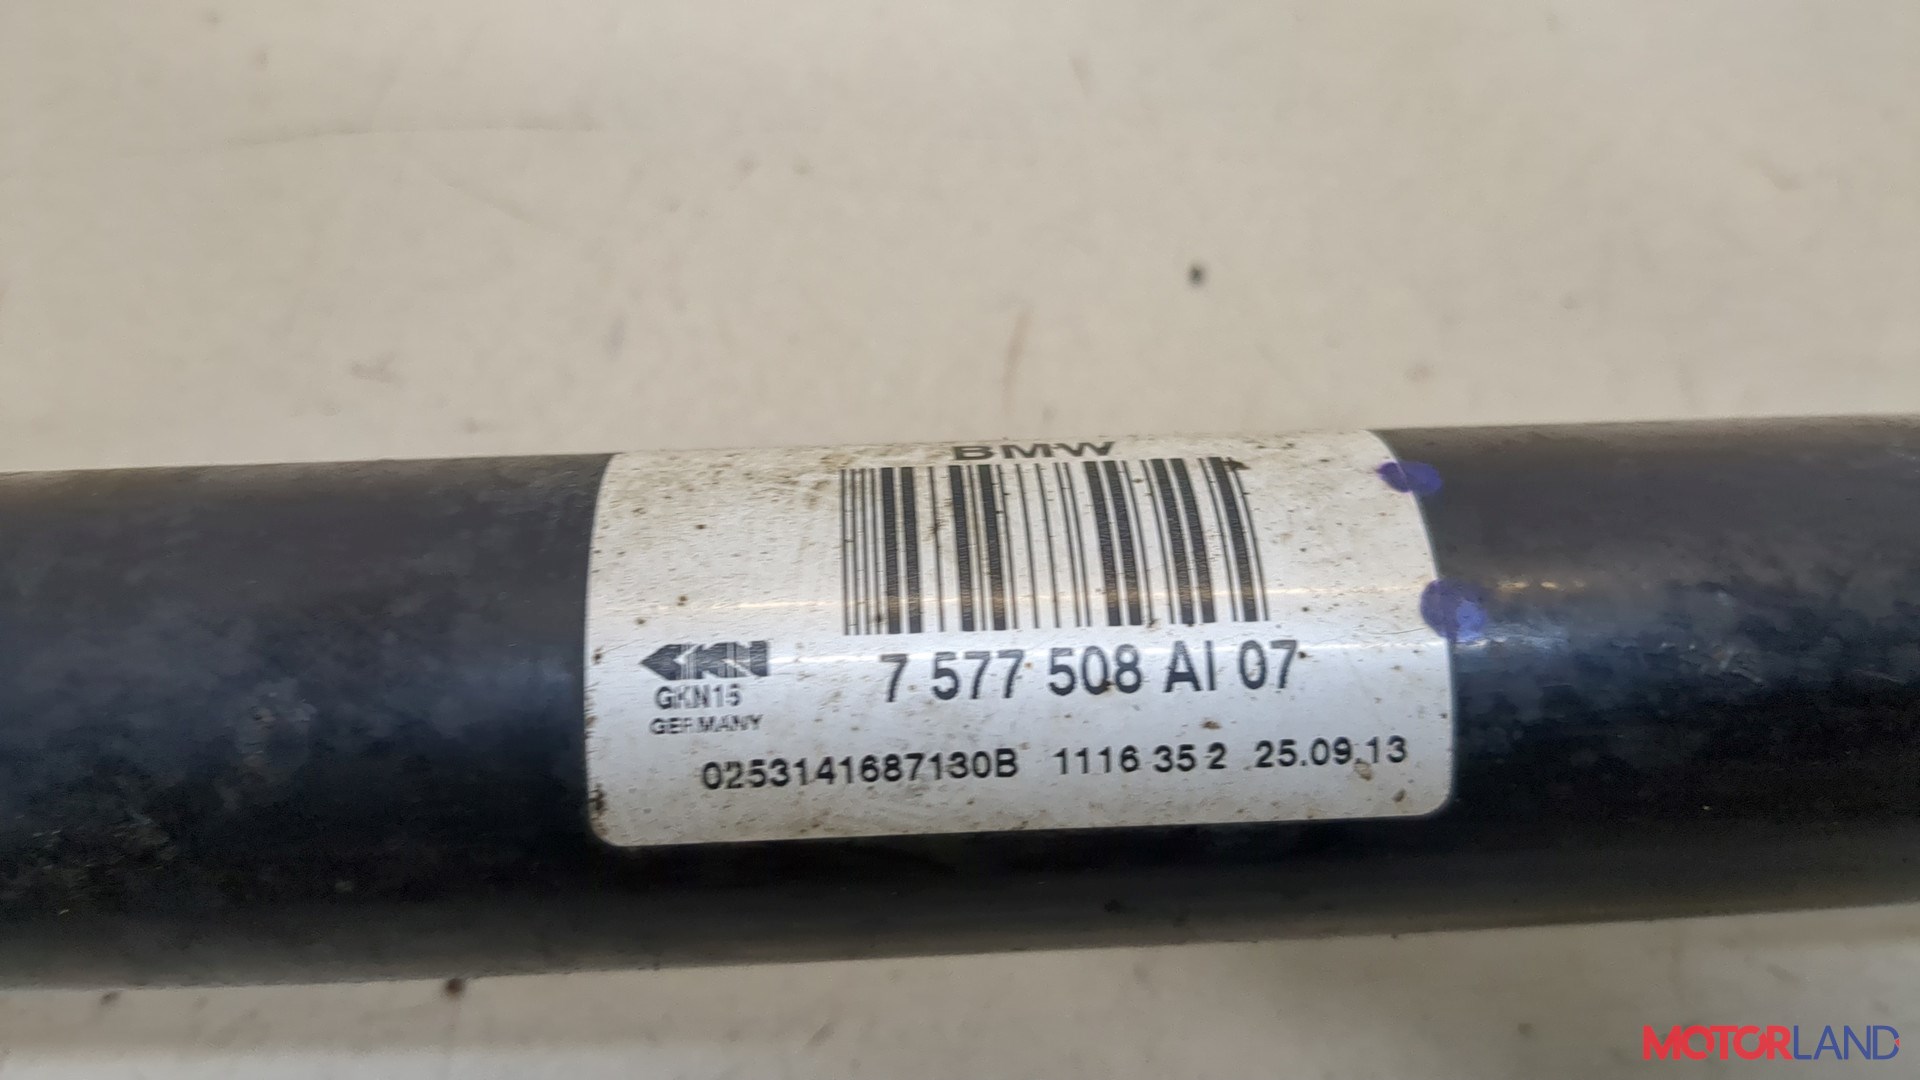 BMW
GKN
7 577 508 AI 07
GKN15
GERMANY
0253141687130B 1116 35 2 25.09.13
MOTORLAND